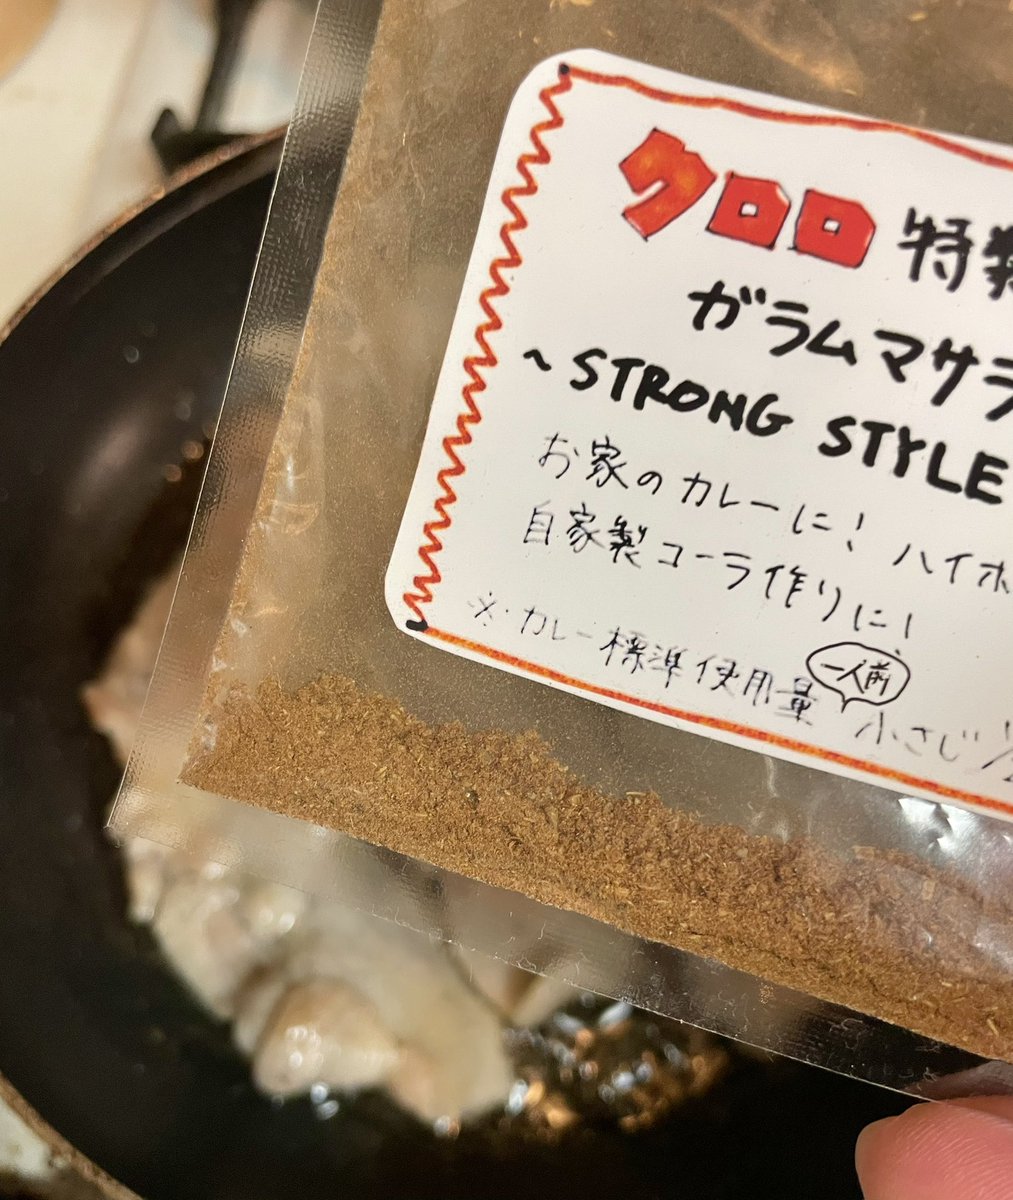 クロロ 特製
ガラムマサラ
~STRONG STYLE
お家のカレーに! ハイボ
自家製コーラ作りに!
※カレー標準使用量 一人前 小さじ1/2